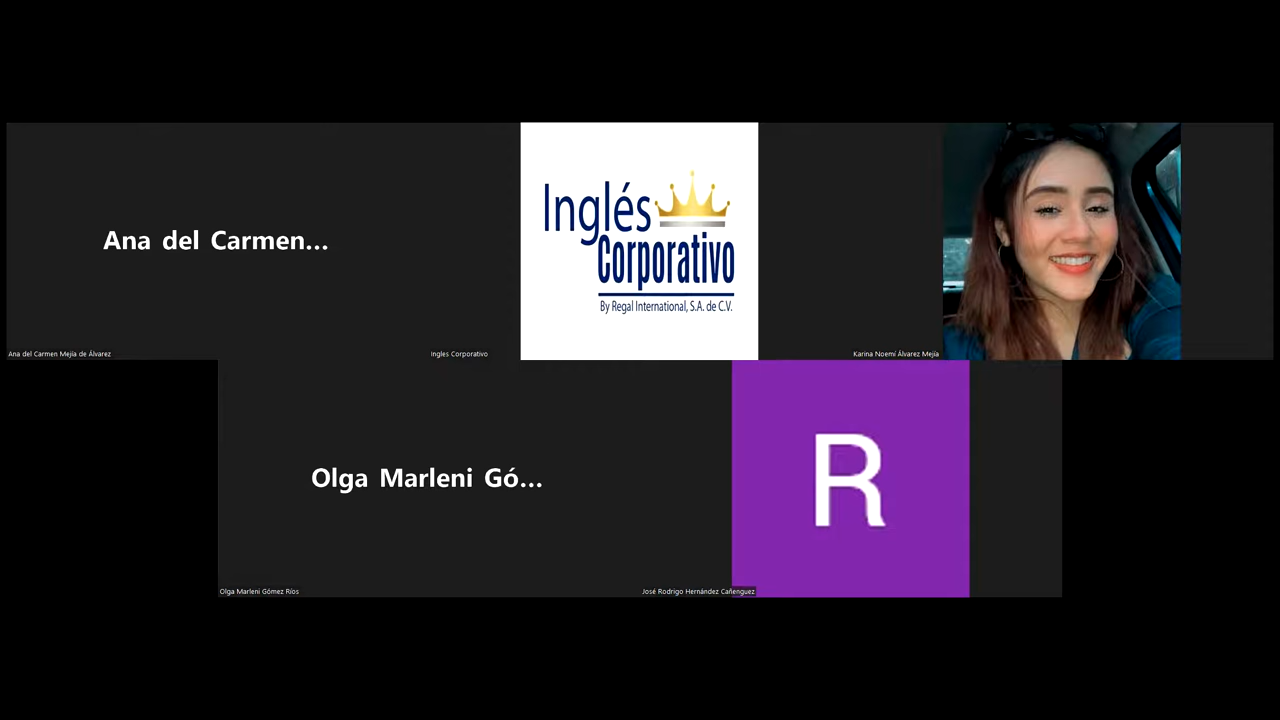 Ana del Carmen...
Ana del Carmen Mejía de Álvarez
Inglés
Corporativo
By Regal International, S.A. de C.V.
Ingles Corporativo
Karina Noemí Álvarez Mejía
Olga Marleni Gó...
Olga Marleni Gómez Ríos
R
José Rodrigo Hernández Cañenguez